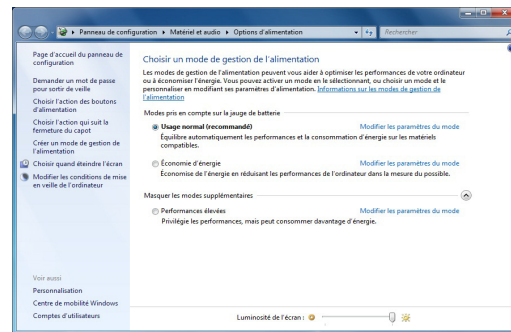 Panneau de configuration ▸ Matériel et audio ▸ Options d'alimentation
Rechercher
Page d'accueil du panneau de
configuration
Demander un mot de passe
pour sortir de veille
Choisir l'action des boutons
d'alimentation
Choisir l'action qui suit la
fermeture du capot
Créer un mode de gestion de
l'alimentation
Choisir quand éteindre l'écran
Modifier les conditions de mise
en veille de l'ordinateur
Voir aussi
Personnalisation
Centre de mobilité Windows
Comptes d'utilisateurs
Choisir un mode de gestion de l'alimentation
Les modes de gestion de l'alimentation peuvent vous aider à optimiser les performances de votre ordinateur
ou à économiser l'énergie. Vous pouvez activer un mode en le sélectionnant, ou choisir un mode et le
personnaliser en modifiant ses paramètres d'alimentation. Informations sur les modes de gestion de
l'alimentation
Modes pris en compte sur la jauge de batterie
Usage normal (recommandé) Modifier les paramètres du mode
Équilibre automatiquement les performances et la consommation d'énergie sur les matériels
compatibles.
Économie d'énergie Modifier les paramètres du mode
Économise de l'énergie en réduisant les performances de l'ordinateur dans la mesure du possible.
Masquer les modes supplémentaires
Performances élevées Modifier les paramètres du mode
Privilégie les performances, mais peut consommer davantage d'énergie.
Luminosité de l'écran :